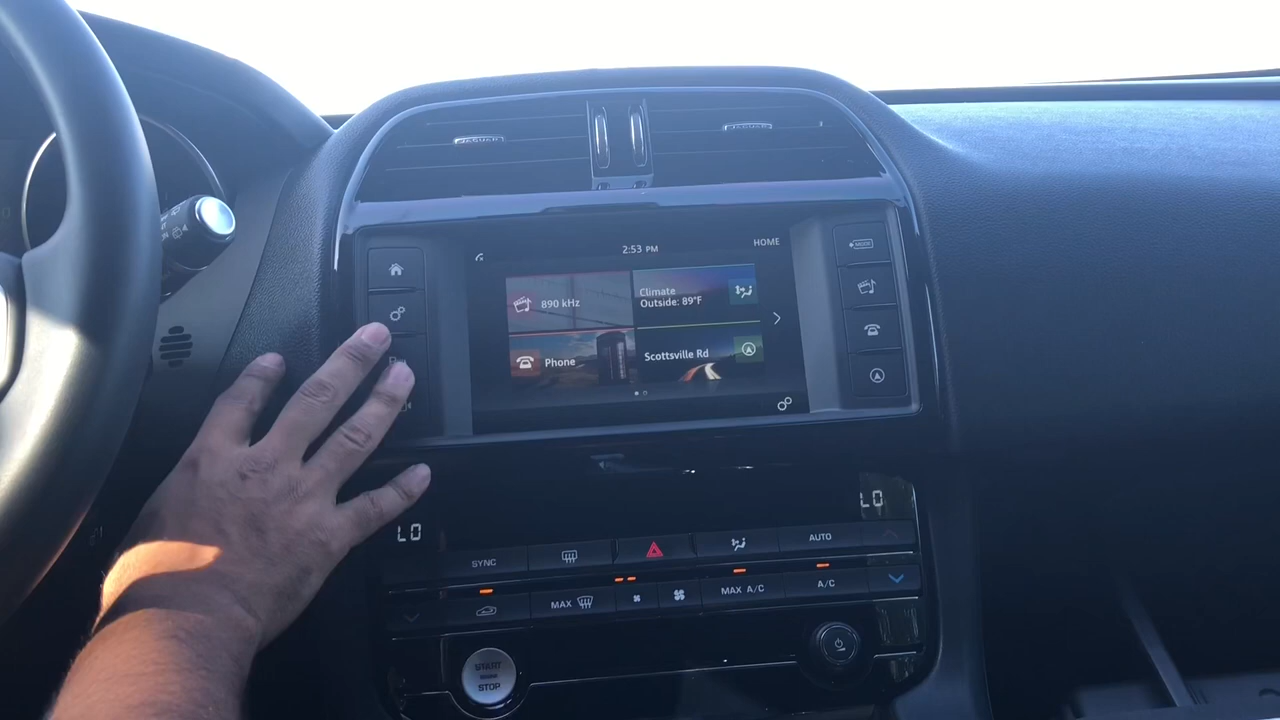 2:53 PM
HOME
MODE
890 kHz
Climate
Outside: 89°F
Phone
Scottsville Rd
LO
LO
SYNC
AUTO
MAX
MAX A/C
A/C
START
STOP